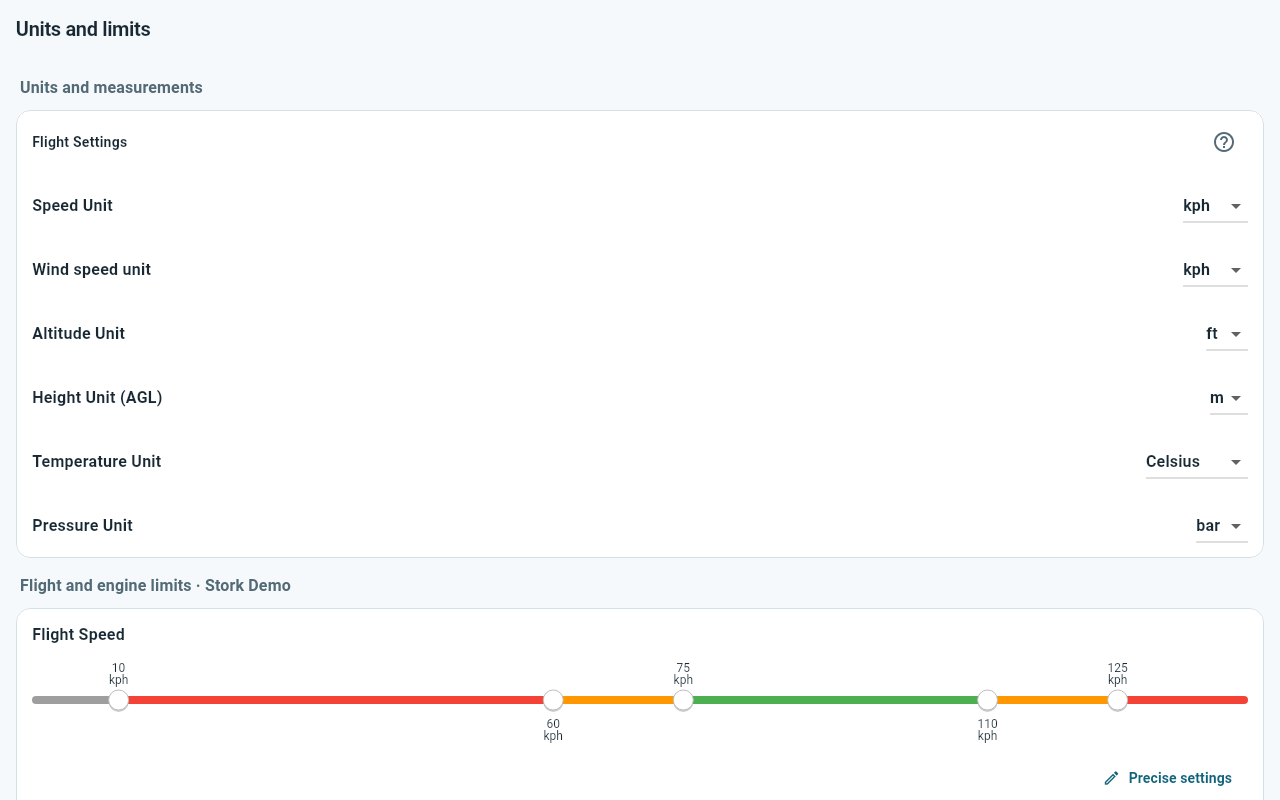 Units and limits
Units and measurements
Flight Settings
Speed Unit
kph
Wind speed unit
kph
Altitude Unit
ft
Height Unit (AGL)
m
Temperature Unit
Celsius
Pressure Unit
bar
Flight and engine limits · Stork Demo
Flight Speed
10
kph
75
kph
125
kph
60
kph
110
kph
Precise settings